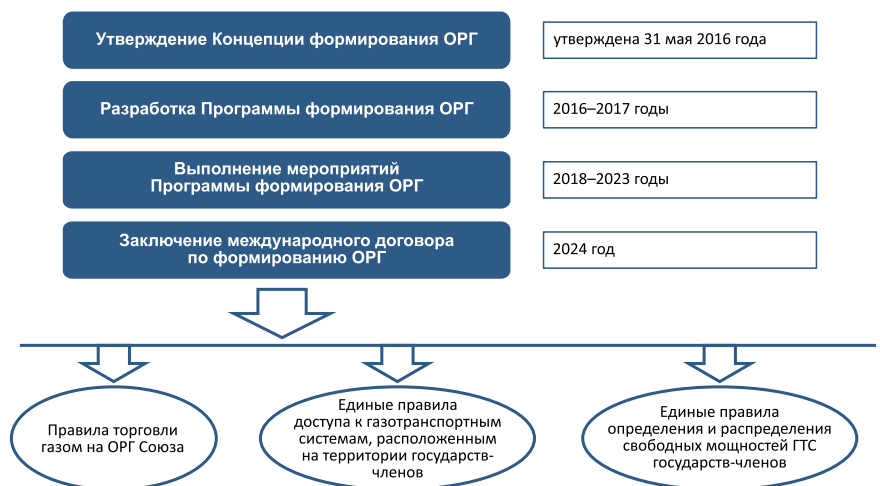 Утверждение Концепции формирования ОРГ
утверждена 31 мая 2016 года
Разработка Программы формирования ОРГ
2016–2017 годы
Выполнение мероприятий
Программы формирования ОРГ
2018–2023 годы
Заключение международного договора
по формированию ОРГ
2024 год
Правила торговли
газом на ОРГ Союза
Единые правила
доступа к газотранспортным
системам, расположенным
на территории государств-
членов
Единые правила
определения и распределения
свободных мощностей ГТС
государств-членов